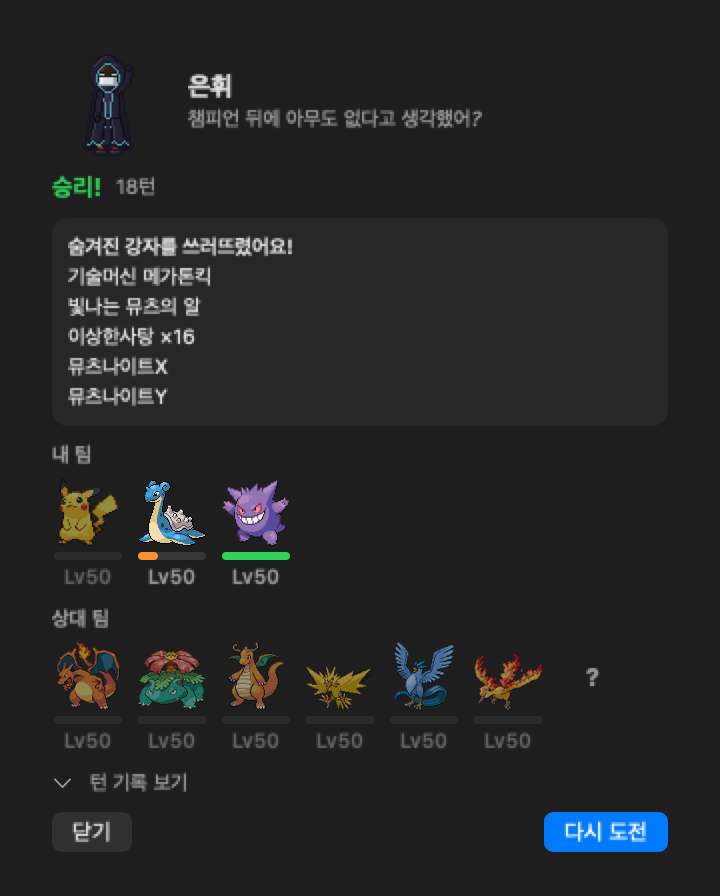 은휘
챔피언 뒤에 아무도 없다고 생각했어?
승리! 18턴
숨겨진 강자를 쓰러뜨렸어요!
기술머신 메가톤킥
빛나는 뮤츠의 알
이상한사탕 ×16
뮤츠나이트X
뮤츠나이트Y
내 팀
Lv50 Lv50 Lv50
상대 팀
?
Lv50 Lv50 Lv50 Lv50 Lv50 Lv50
턴 기록 보기
닫기 다시 도전